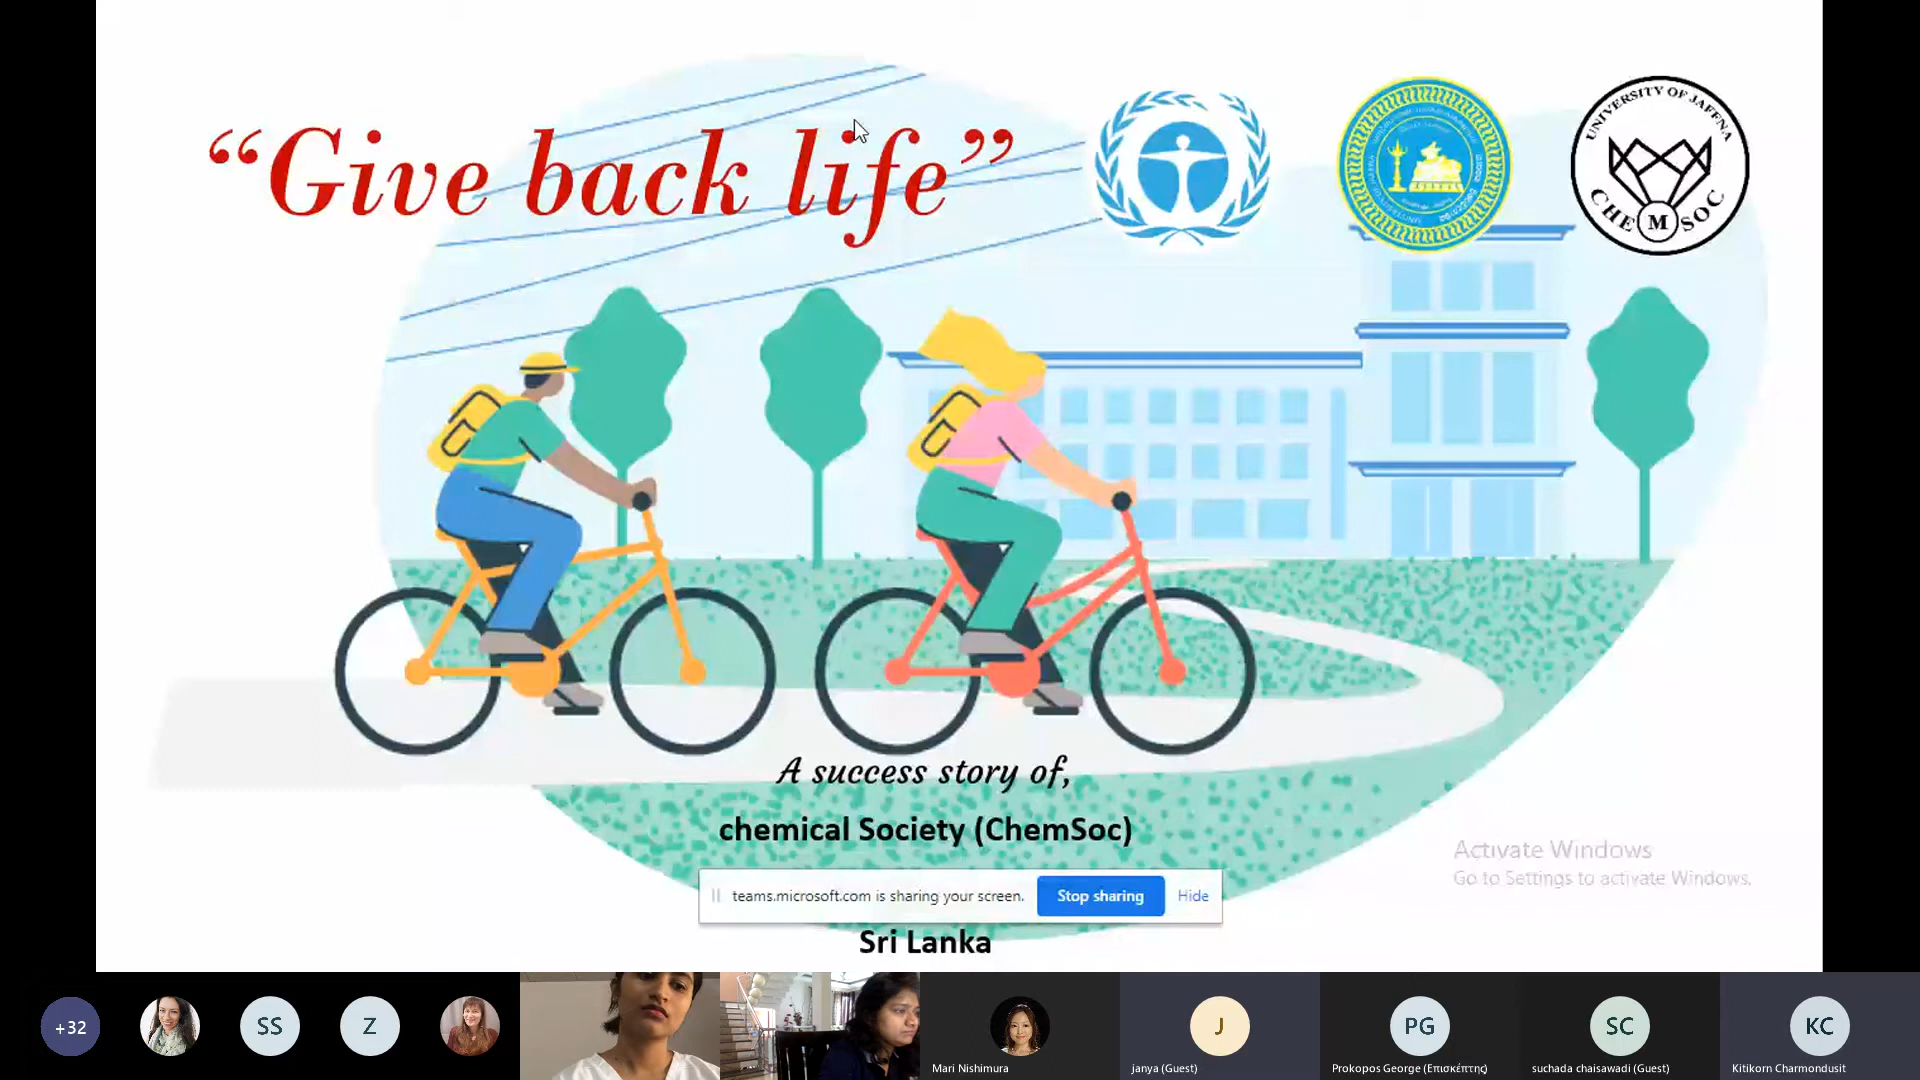 “Give back life”
UNIVERSITY OF JAFFNA
CHEMSOC
A success story of,
chemical Society (ChemSoc)
Activate Windows
Go to Settings to activate Windows.
teams.microsoft.com is sharing your screen.
Stop sharing
Hide
Sri Lanka
+32
SS
Z
J
PG
SC
KC
Mari Nishimura
janya (Guest)
Prokopos George (Επισκέπτης)
suchada chaisawadi (Guest)
Kitikorn Charmondusit